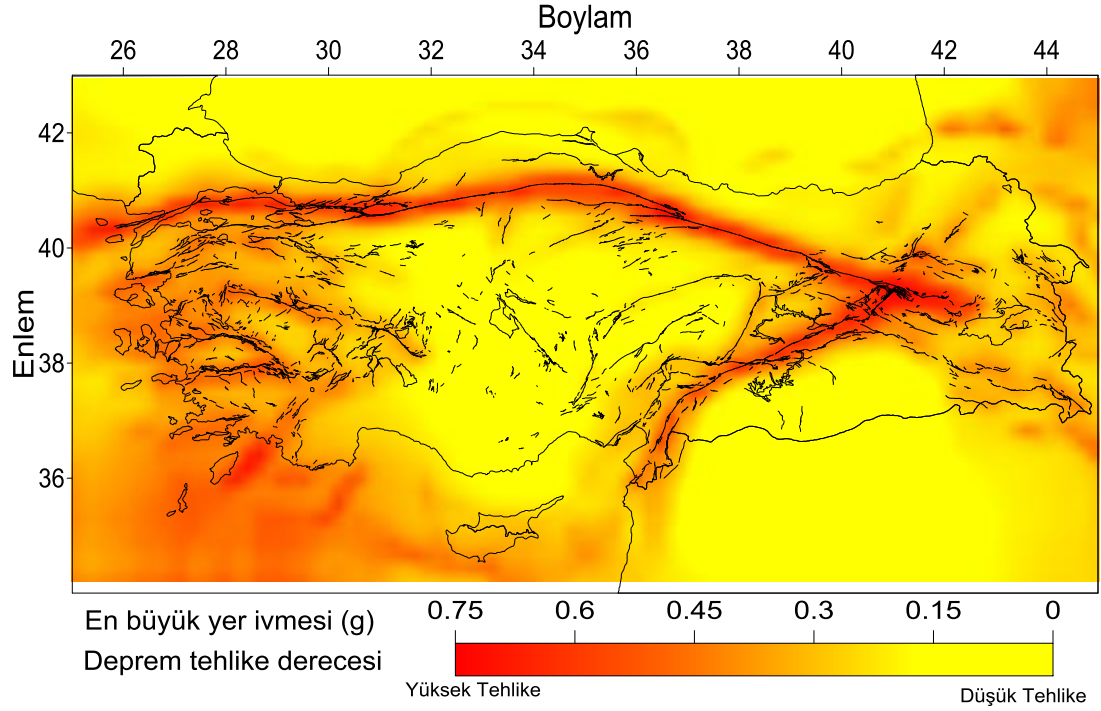 Boylam
26 28 30 32 34 36 38 40 42 44
42
40
Enlem
38
36
En büyük yer ivmesi (g) 0.75 0.6 0.45 0.3 0.15 0
Deprem tehlike derecesi
Yüksek Tehlike Düşük Tehlike